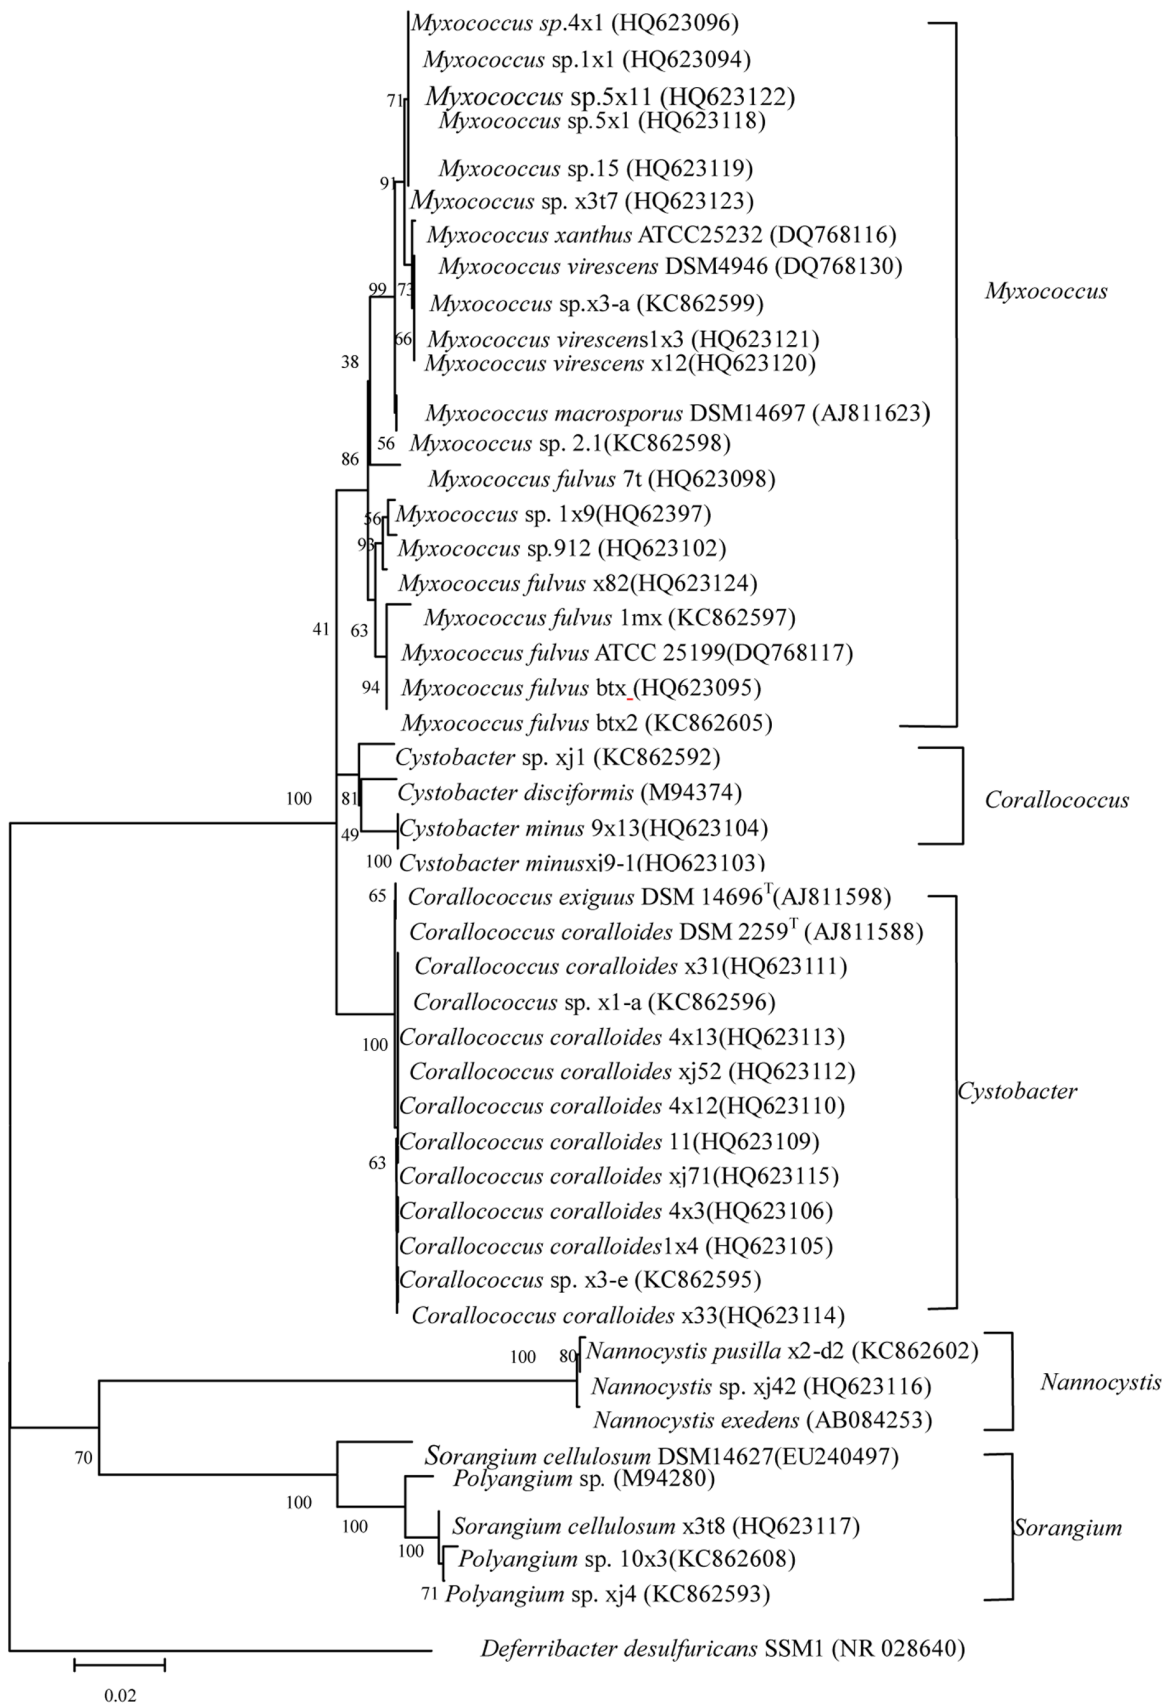 Myxococcus sp.4x1 (HQ623096)
Myxococcus sp.1x1 (HQ623094)
71
Myxococcus sp.5x11 (HQ623122)
Myxococcus sp.5x1 (HQ623118)
Myxococcus sp.15 (HQ623119)
91
Myxococcus sp. x3t7 (HQ623123)
Myxococcus xanthus ATCC25232 (DQ768116)
Myxococcus virescens DSM4946 (DQ768130)
99
73
Myxococcus
Myxococcus sp.x3-a (KC862599)
66
Myxococcus virescens1x3 (HQ623121)
38
Myxococcus virescens x12(HQ623120)
Myxococcus macrosporus DSM14697 (AJ811623)
56
Myxococcus sp. 2.1(KC862598)
86
Myxococcus fulvus 7t (HQ623098)
56
Myxococcus sp. 1x9(HQ62397)
93
Myxococcus sp.912 (HQ623102)
Myxococcus fulvus x82(HQ623124)
Myxococcus fulvus 1mx (KC862597)
41
63
Myxococcus fulvus ATCC 25199(DQ768117)
94
Myxococcus fulvus btx (HQ623095)
Myxococcus fulvus btx2 (KC862605)
Cystobacter sp. xj1 (KC862592)
100
81
Cystobacter disciformis (M94374)
Corallococcus
49
Cystobacter minus 9x13(HQ623104)
100
Cystobacter minusxj9-1(HQ623103)
65
Corallococcus exiguus DSM 14696T(AJ811598)
Corallococcus coralloides DSM 2259T (AJ811588)
Corallococcus coralloides x31(HQ623111)
Corallococcus sp. x1-a (KC862596)
100
Corallococcus coralloides 4x13(HQ623113)
Corallococcus coralloides xj52 (HQ623112)
Cystobacter
Corallococcus coralloides 4x12(HQ623110)
Corallococcus coralloides 11(HQ623109)
63
Corallococcus coralloides xj71(HQ623115)
Corallococcus coralloides 4x3(HQ623106)
Corallococcus coralloides1x4 (HQ623105)
Corallococcus sp. x3-e (KC862595)
Corallococcus coralloides x33(HQ623114)
100
80
Nannocystis pusilla x2-d2 (KC862602)
Nannocystis sp. xj42 (HQ623116)
Nannocystis
Nannocystis exedens (AB084253)
70
Sorangium cellulosum DSM14627(EU240497)
Polyangium sp. (M94280)
100
100
Sorangium cellulosum x3t8 (HQ623117)
Sorangium
100
Polyangium sp. 10x3(KC862608)
71
Polyangium sp. xj4 (KC862593)
Deferribacter desulfuricans SSM1 (NR 028640)
0.02